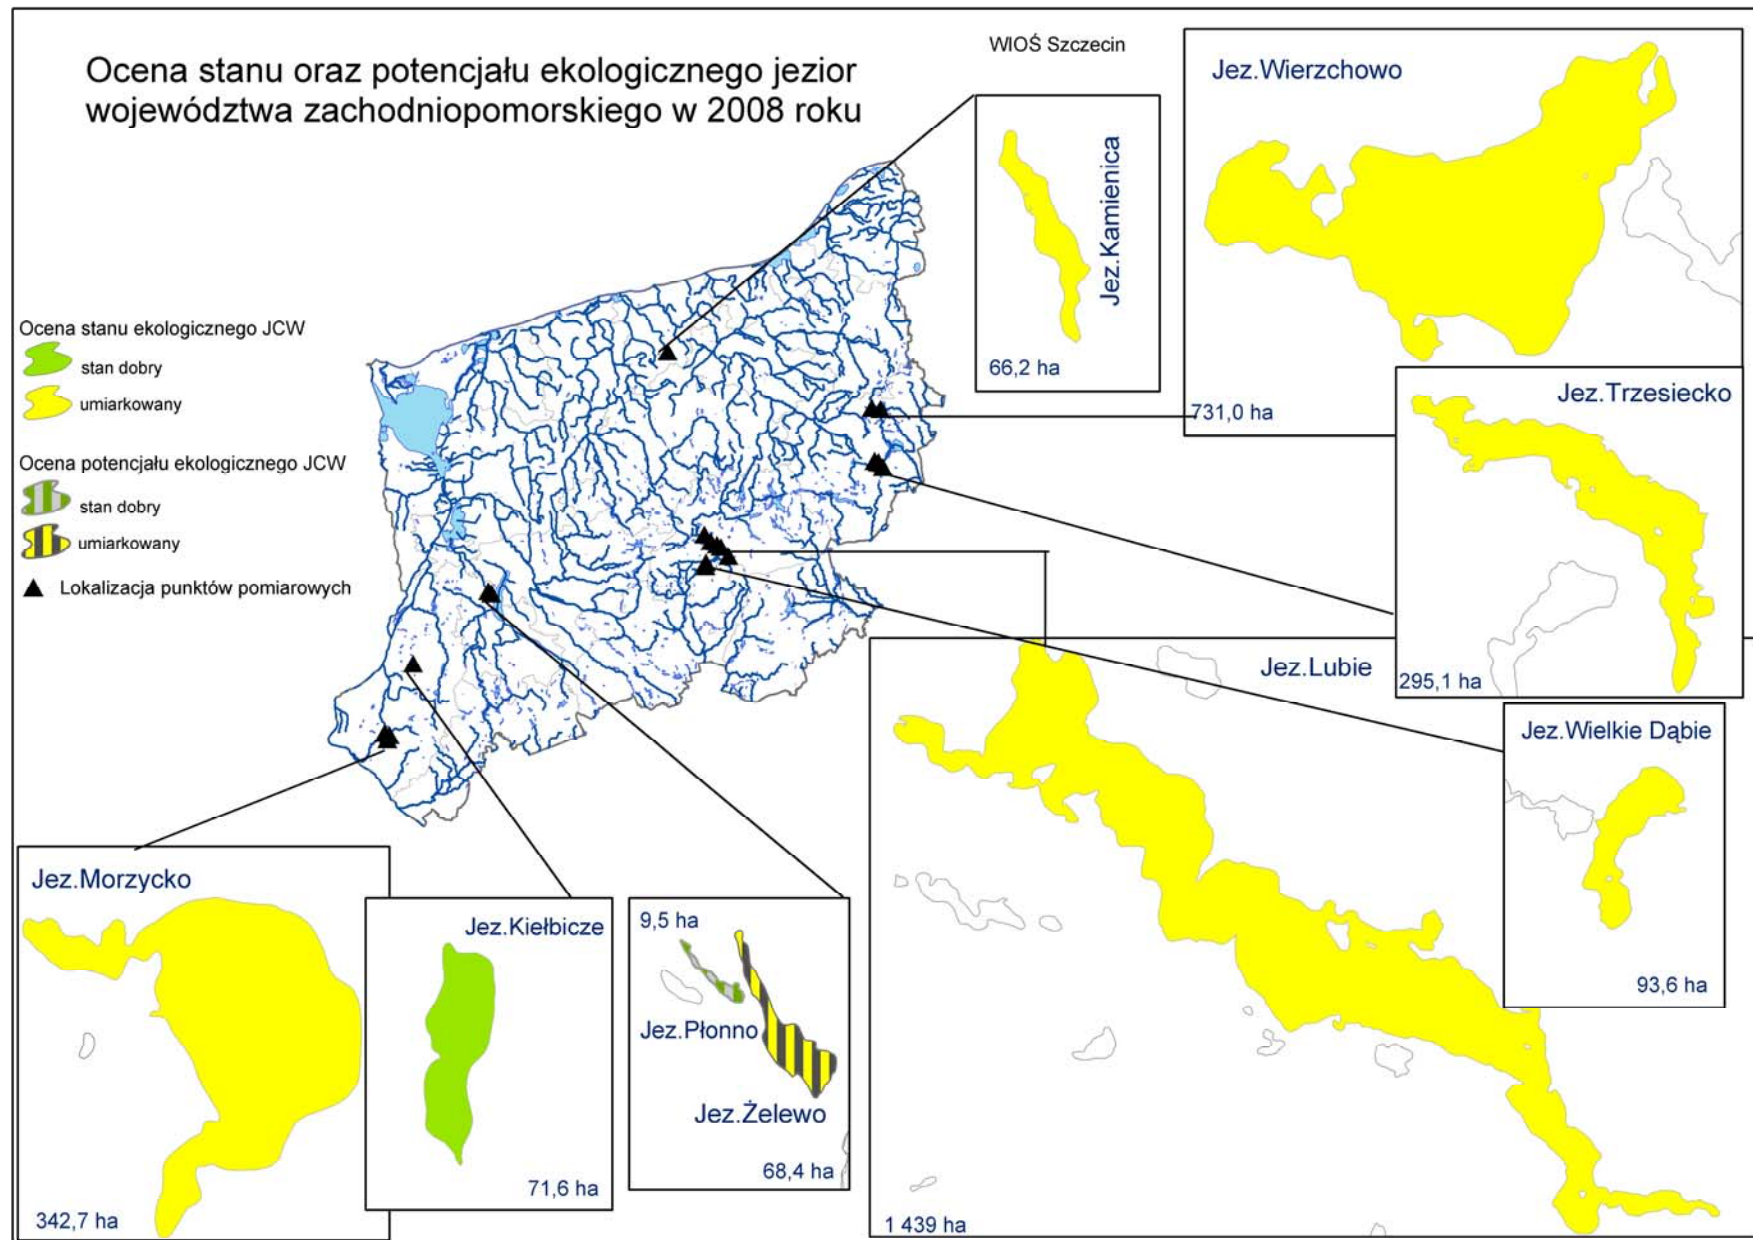 Ocena stanu oraz potencjału ekologicznego jezior
województwa zachodniopomorskiego w 2008 roku
WIOŚ Szczecin
Jez.Kamienica
66,2 ha
Jez.Wierzchowo
731,0 ha
Jez.Trzesiecko
295,1 ha
Ocena stanu ekologicznego JCW
stan dobry
umiarkowany
Ocena potencjału ekologicznego JCW
stan dobry
umiarkowany
Lokalizacja punktów pomiarowych
Jez.Lubie
1 439 ha
Jez.Wielkie Dąbie
93,6 ha
Jez.Morzycko
342,7 ha
Jez.Kiełbicze
71,6 ha
9,5 ha
Jez.Płonno
Jez.Żelewo
68,4 ha